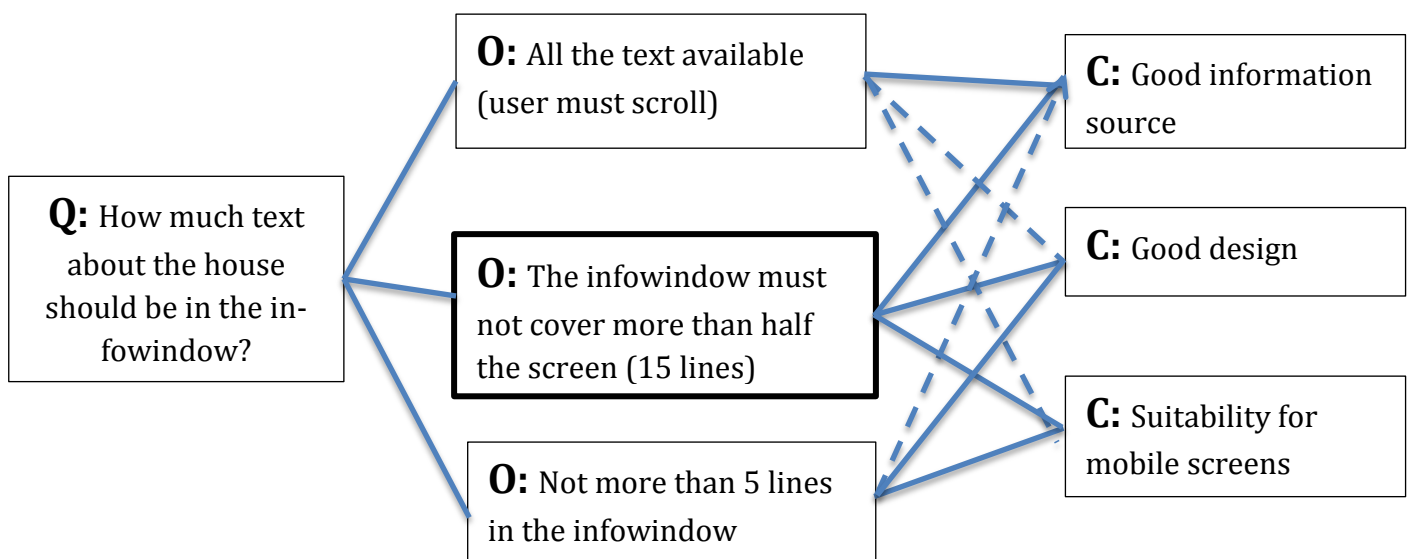 O: All the text available
(user must scroll)
C: Good information
source
Q: How much text
about the house
should be in the in-
fowindow?
O: The infowindow must
not cover more than half
the screen (15 lines)
C: Good design
C: Suitability for
mobile screens
O: Not more than 5 lines
in the infowindow